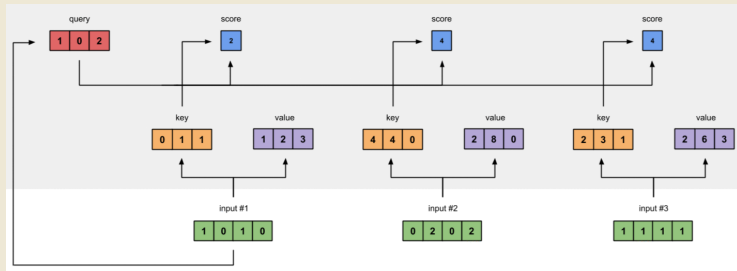 query score score score
1 0 2 2 4 4
key value key value key value
0 1 1 1 2 3 4 4 0 2 8 0 2 3 1 2 6 3
input #1 input #2 input #3
1 0 1 0 0 2 0 2 1 1 1 1